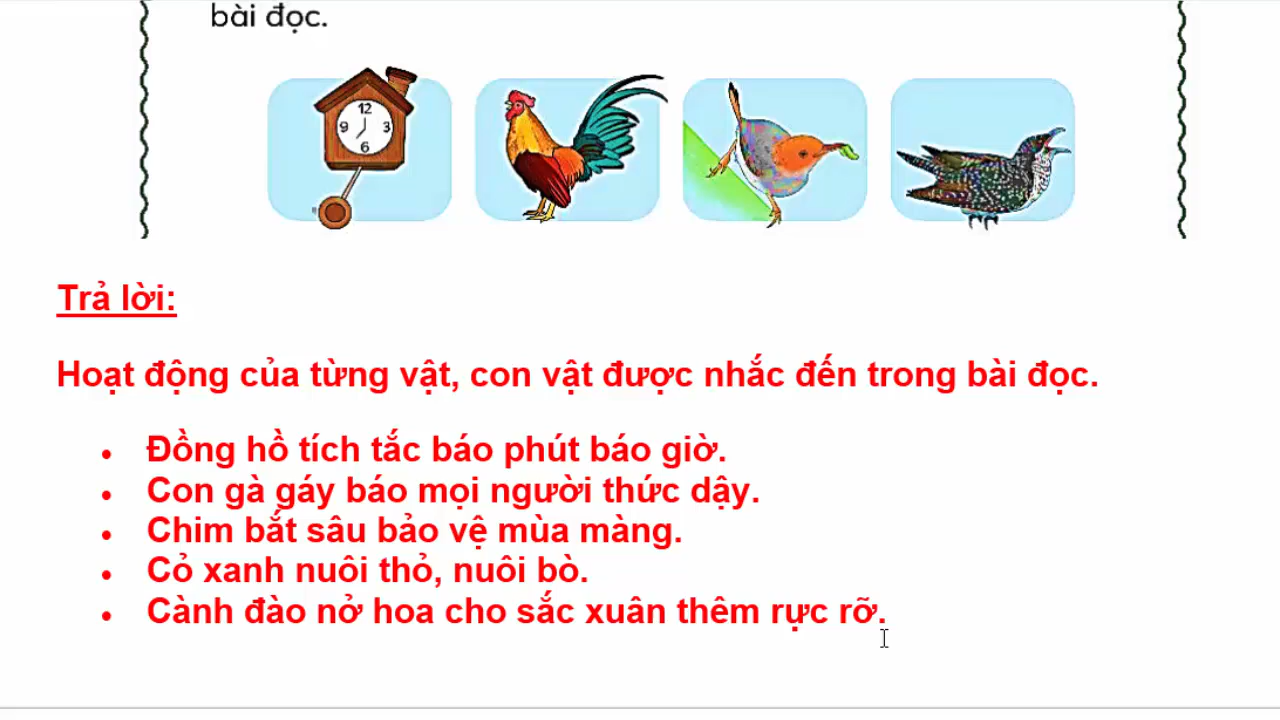 bài đọc.
12
9 3
6
Trả lời:
Hoạt động của từng vật, con vật được nhắc đến trong bài đọc.
• Đồng hồ tích tắc báo phút báo giờ.
• Con gà gáy báo mọi người thức dậy.
• Chim bắt sâu bảo vệ mùa màng.
• Cỏ xanh nuôi thỏ, nuôi bò.
• Cành đào nở hoa cho sắc xuân thêm rực rỡ.